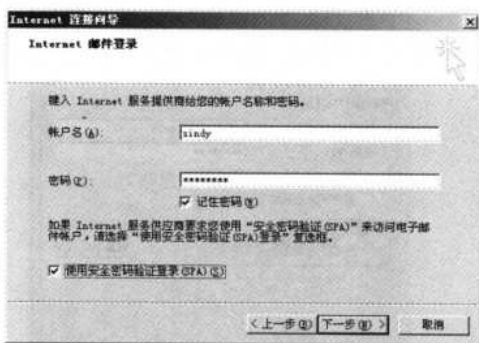 Internet 连接向导
Internet 邮件登录
键入 Internet 服务提供商给您的帐户名称和密码。
帐户名(A):
sindy
密码(P):
********
记住密码(W)
如果 Internet 服务供应商要求您使用“安全密码验证(SPA)”来访问电子邮
件帐户，请选择“使用安全密码验证(SPA)登录”复选框。
使用安全密码验证登录(SPA)(S)
<上一步(B)
下一步(N) >
取消